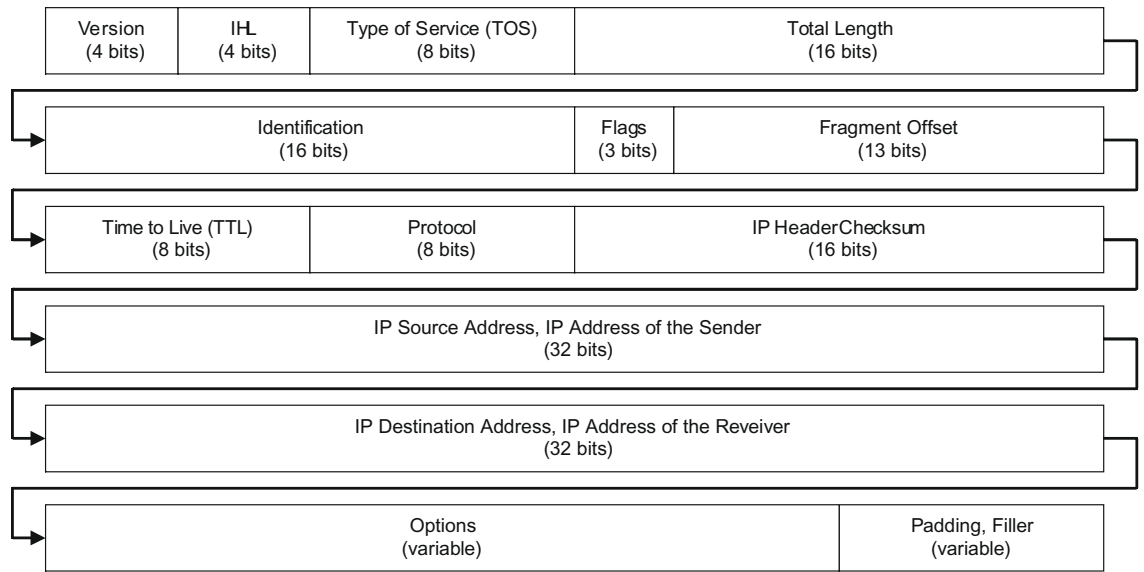 Version
(4 bits)
IHL
(4 bits)
Type of Service (TOS)
(8 bits)
Total Length
(16 bits)
Identification
(16 bits)
Flags
(3 bits)
Fragment Offset
(13 bits)
Time to Live (TTL)
(8 bits)
Protocol
(8 bits)
IP HeaderChecksum
(16 bits)
IP Source Address, IP Address of the Sender
(32 bits)
IP Destination Address, IP Address of the Reveiver
(32 bits)
Options
(variable)
Padding, Filler
(variable)